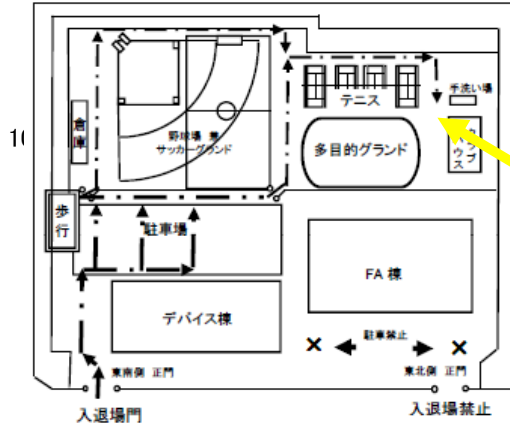 手洗い場
テニス
倉庫
野球場 兼
サッカーグランド
多目的グランド
クラブ
ハウス
歩行
駐車場
FA 棟
デバイス棟
× 駐車禁止 ×
東南側 正門
東北側 正門
入退場門
入退場禁止